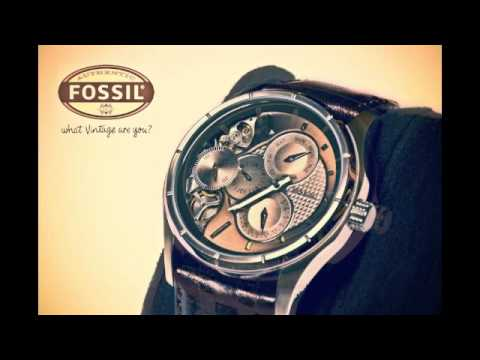 AUTHENTIC
FOSSIL
what Vintage are you?